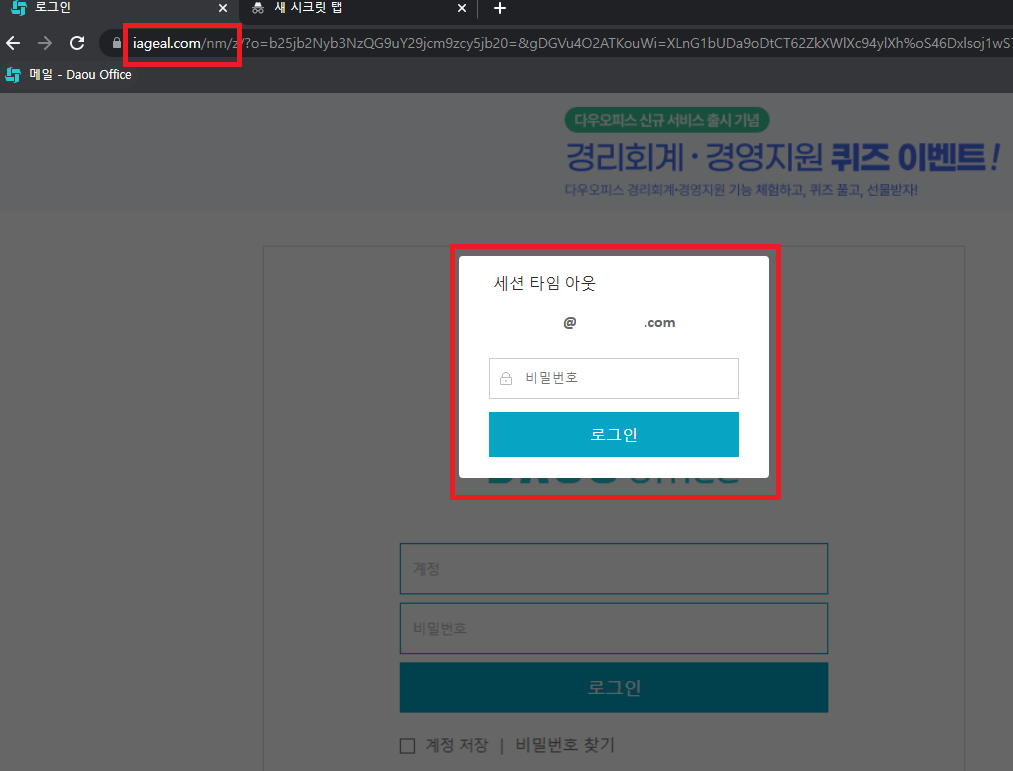 로그인
새 시크릿 탭
iageal.com/nm/z/?o=b25jb2Nyb3NzQG9uY29jcm9zcy5jb20=&gDGVu4O2ATKouWi=XLnG1bUDa9oDtCT62ZkXWlXc94ylXh%oS46Dxlsoj1wS
메일 - Daou Office
다우오피스 신규 서비스 출시 기념
경리회계·경영지원 퀴즈 이벤트!
다우오피스 경리회계·경영지원 기능 체험하고, 퀴즈 풀고, 선물받자!
세션 타임 아웃
@ .com
비밀번호
로그인
계정
비밀번호
로그인
계정 저장 | 비밀번호 찾기